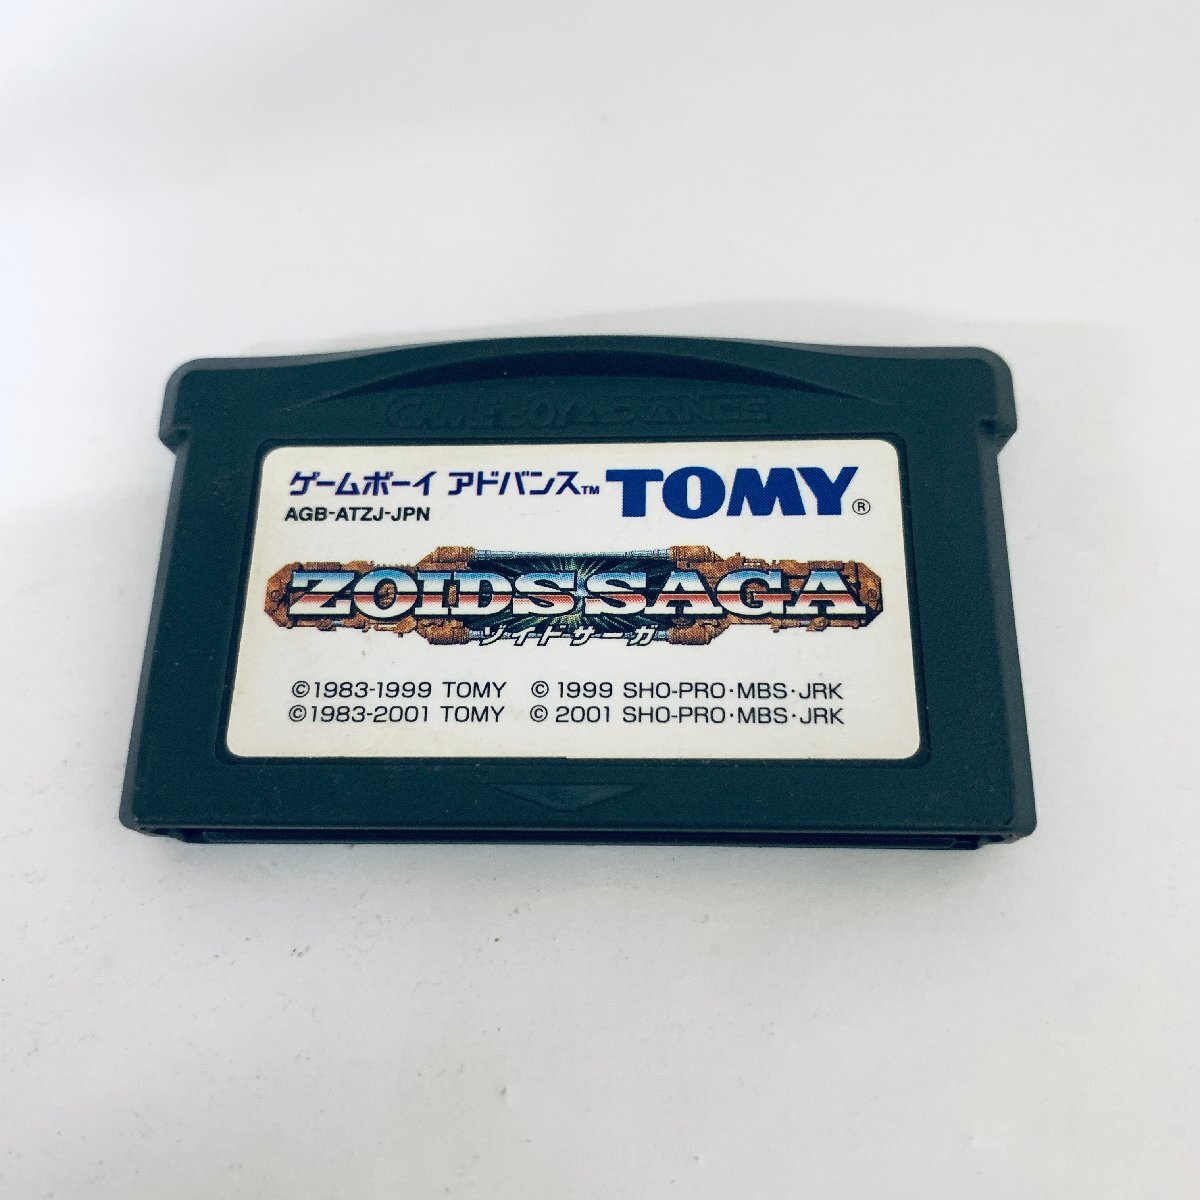 GAME BOY ADVANCE
ゲームボーイ アドバンス™ TOMY®
AGB-ATZJ-JPN
ZOIDS SAGA
ゾイドサーガ
©1983-1999 TOMY © 1999 SHO-PRO・MBS・JRK
©1983-2001 TOMY © 2001 SHO-PRO・MBS・JRK